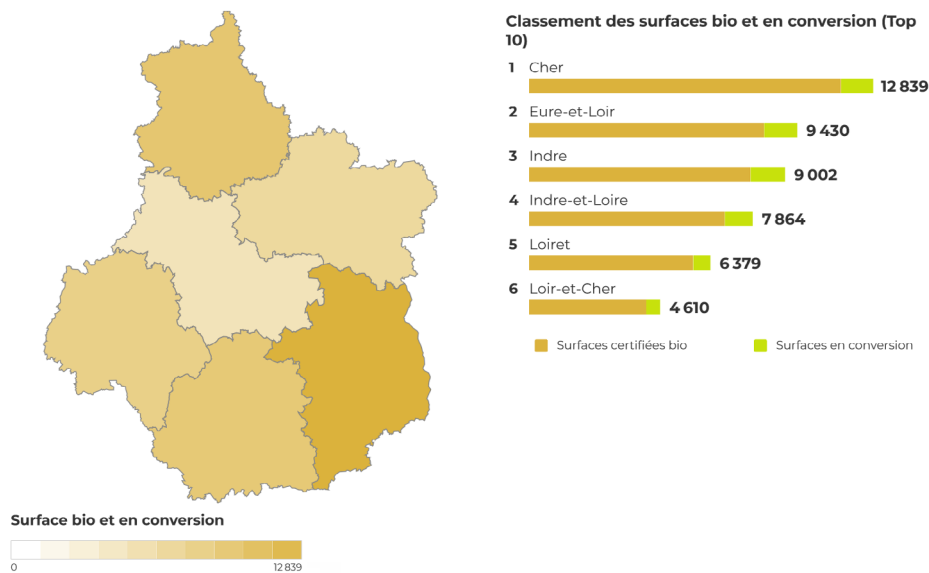 Classement des surfaces bio et en conversion (Top
10)
1 Cher
12 839
2 Eure-et-Loir
9 430
3 Indre
9 002
4 Indre-et-Loire
7 864
5 Loiret
6 379
6 Loir-et-Cher
4 610
Surfaces certifiées bio
Surfaces en conversion
Surface bio et en conversion
0
12 839